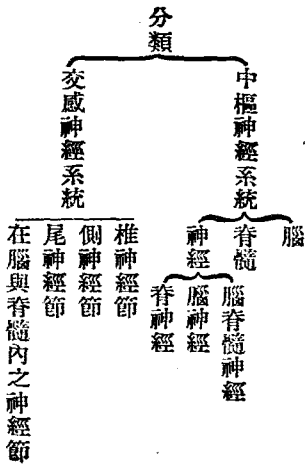 分類
中樞神經系統
腦
脊髓
神經
腦脊髓神經
腦神經
脊神經
交感神經系統
椎神經節
側神經節
尾神經節
在腦與脊髓內之神經節